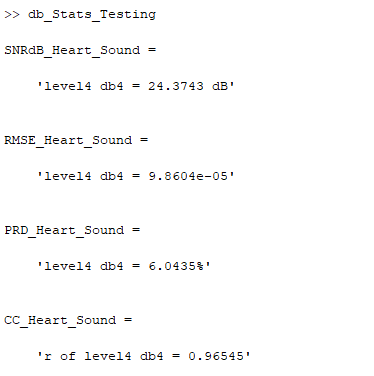 >> db_Stats_Testing
SNRdB_Heart_Sound =
'level4 db4 = 24.3743 dB'
RMSE_Heart_Sound =
'level4 db4 = 9.8604e-05'
PRD_Heart_Sound =
'level4 db4 = 6.0435%'
CC_Heart_Sound =
'r of level4 db4 = 0.96545'